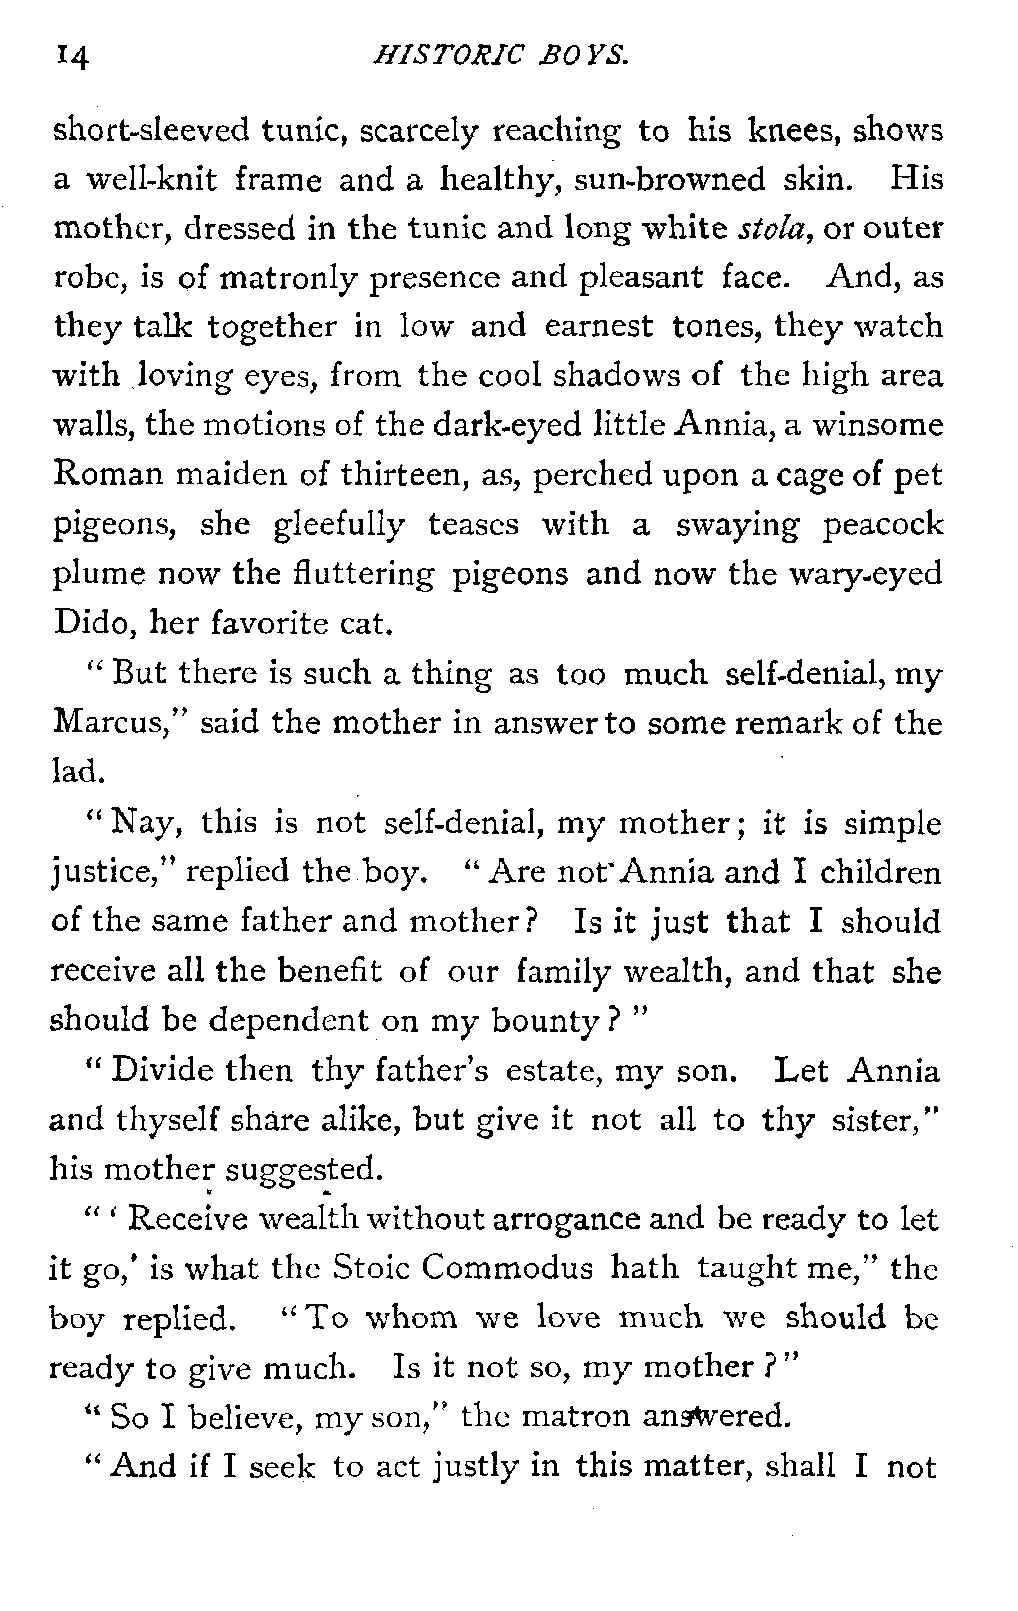 14 HISTORIC BOYS.
short-sleeved tunic, scarcely reaching to his knees, shows
a well-knit frame and a healthy, sun-browned skin. His
mother, dressed in the tunic and long white stola, or outer
robe, is of matronly presence and pleasant face. And, as
they talk together in low and earnest tones, they watch
with loving eyes, from the cool shadows of the high area
walls, the motions of the dark-eyed little Annia, a winsome
Roman maiden of thirteen, as, perched upon a cage of pet
pigeons, she gleefully teases with a swaying peacock
plume now the fluttering pigeons and now the wary-eyed
Dido, her favorite cat.
“ But there is such a thing as too much self-denial, my
Marcus,” said the mother in answer to some remark of the
lad.
“ Nay, this is not self-denial, my mother; it is simple
justice,” replied the boy. “ Are not Annia and I children
of the same father and mother? Is it just that I should
receive all the benefit of our family wealth, and that she
should be dependent on my bounty? ”
“ Divide then thy father’s estate, my son. Let Annia
and thyself share alike, but give it not all to thy sister,”
his mother suggested.
“ ‘ Receive wealth without arrogance and be ready to let
it go,’ is what the Stoic Commodus hath taught me,” the
boy replied. “ To whom we love much we should be
ready to give much. Is it not so, my mother ? ”
“ So I believe, my son,” the matron answered.
“ And if I seek to act justly in this matter, shall I not